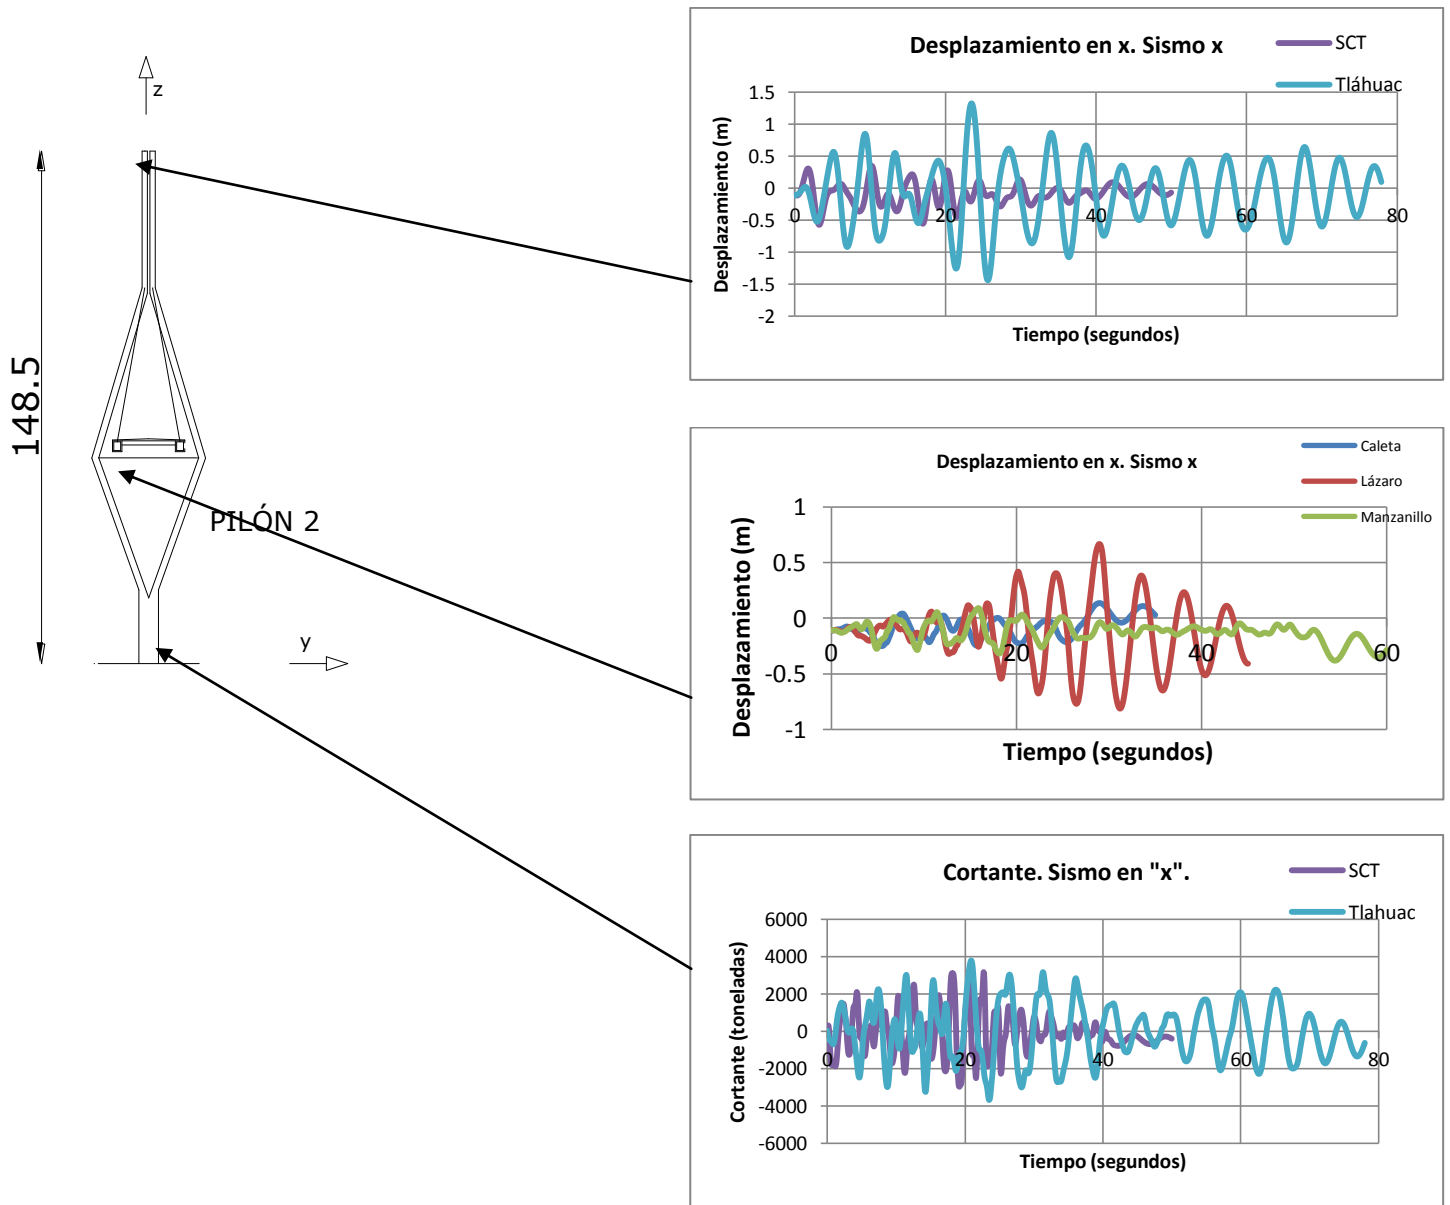 z
148.5
PILÓN 2
y
Desplazamiento en x. Sismo x
SCT
Tláhuac
Desplazamiento (m)
1.5
1
0.5
0
-0.5
-1
-1.5
-2
0
20
40
60
80
Tiempo (segundos)
Desplazamiento en x. Sismo x
Caleta
Lázaro
Manzanillo
Desplazamiento (m)
1
0.5
0
-0.5
-1
0
20
40
60
Tiempo (segundos)
Cortante. Sismo en "x".
SCT
Tlahuac
Cortante (toneladas)
6000
4000
2000
0
-2000
-4000
-6000
0
20
40
60
80
Tiempo (segundos)